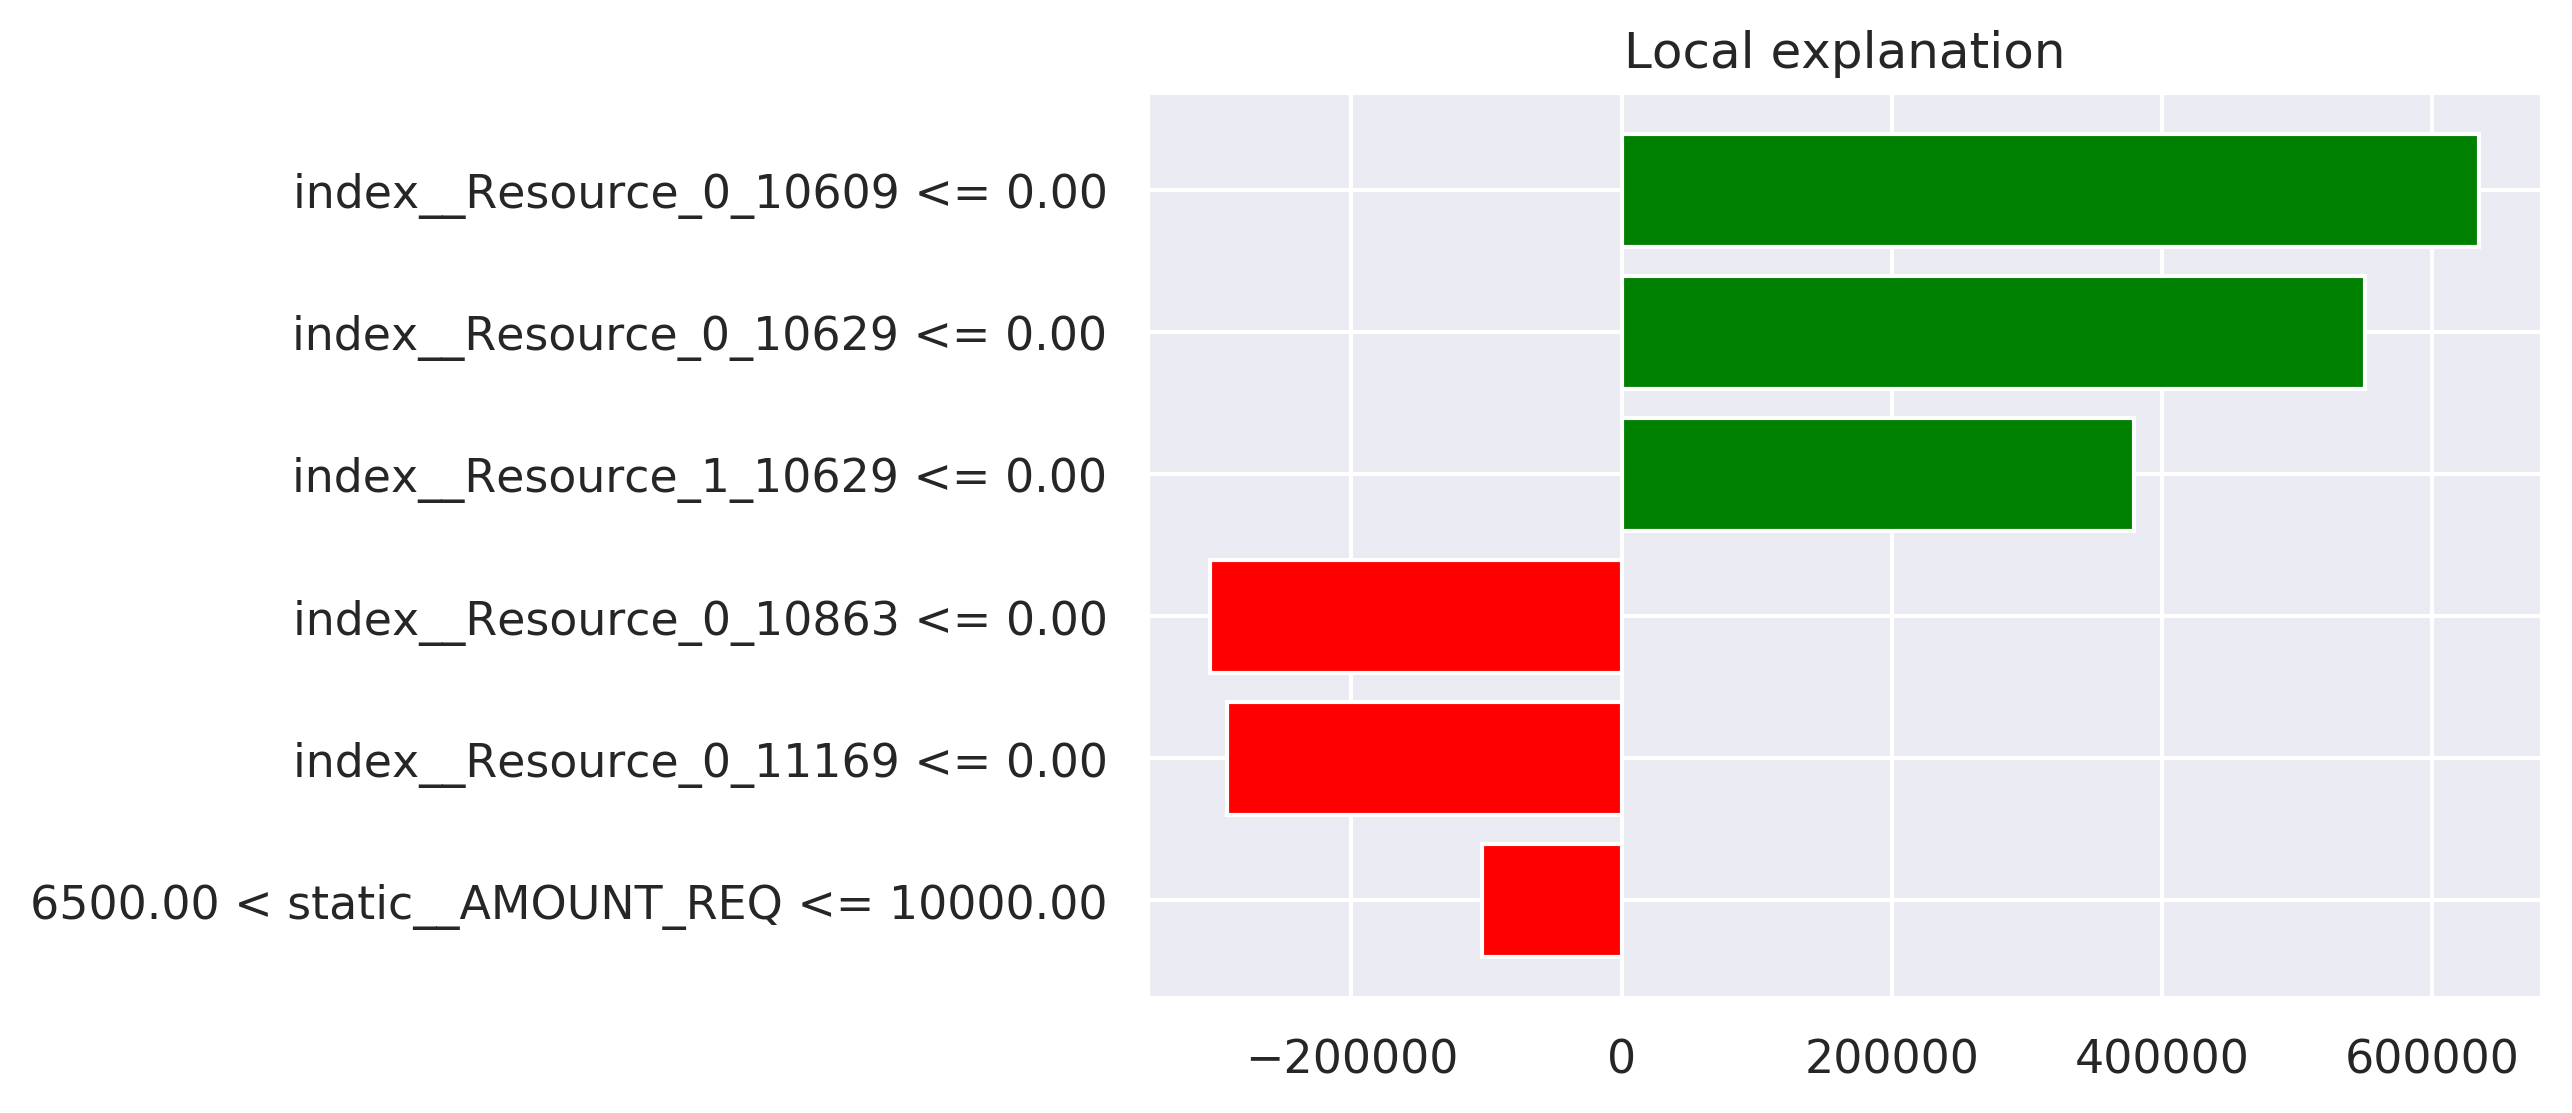 Local explanation
index__Resource_0_10609 <= 0.00
index__Resource_0_10629 <= 0.00
index__Resource_1_10629 <= 0.00
index__Resource_0_10863 <= 0.00
index__Resource_0_11169 <= 0.00
6500.00 < static__AMOUNT_REQ <= 10000.00
−200000 0 200000 400000 600000